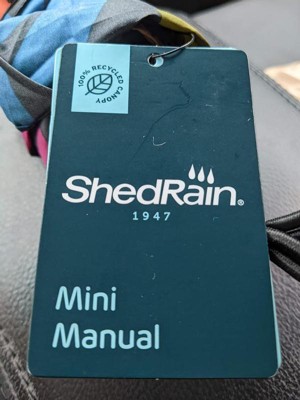 100% RECYCLED CANOPY
ShedRain®
1947
Mini
Manual